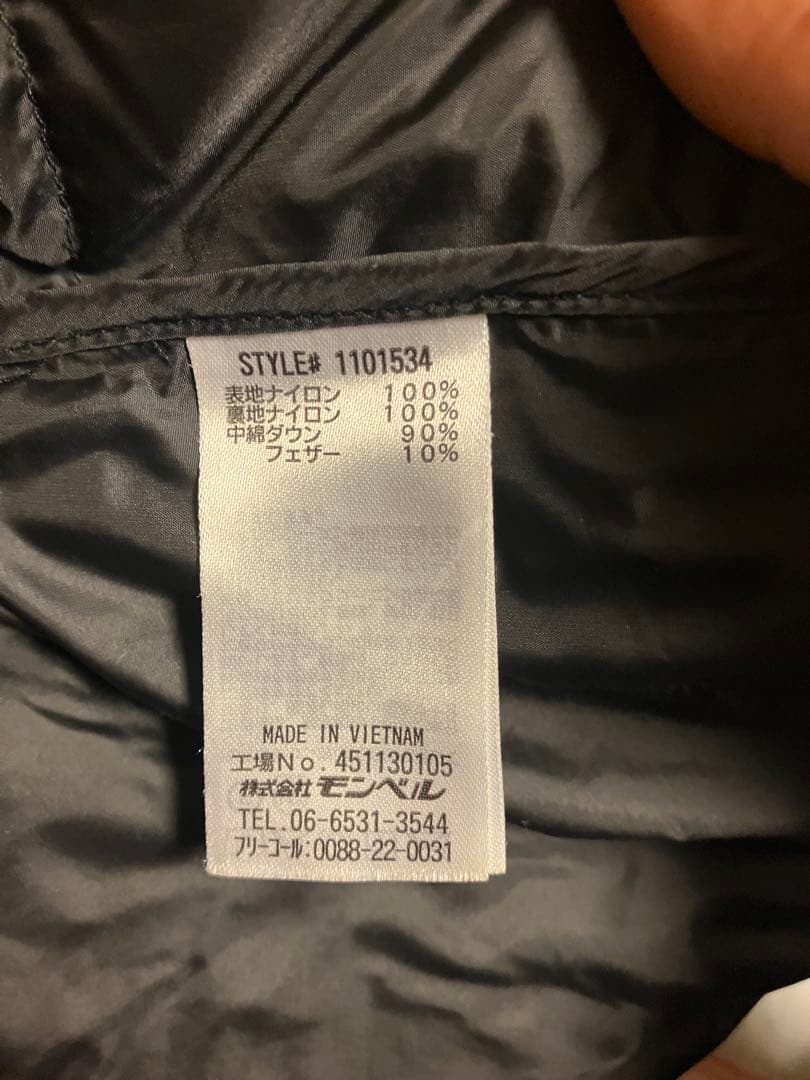 STYLE# 1101534
表地ナイロン 100%
裏地ナイロン 100%
中綿ダウン 90%
フェザー 10%
MADE IN VIETNAM
工場No. 451130105
株式会社モンベル
TEL.06-6531-3544
フリーコール:0088-22-0031